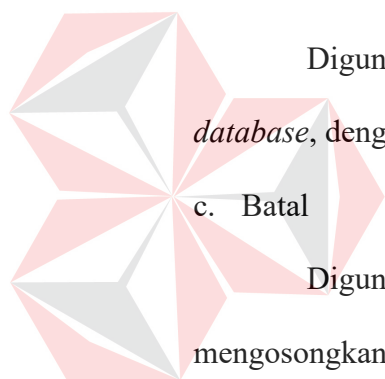 Digun
database, deng
c. Batal
Digun
mengosongkan